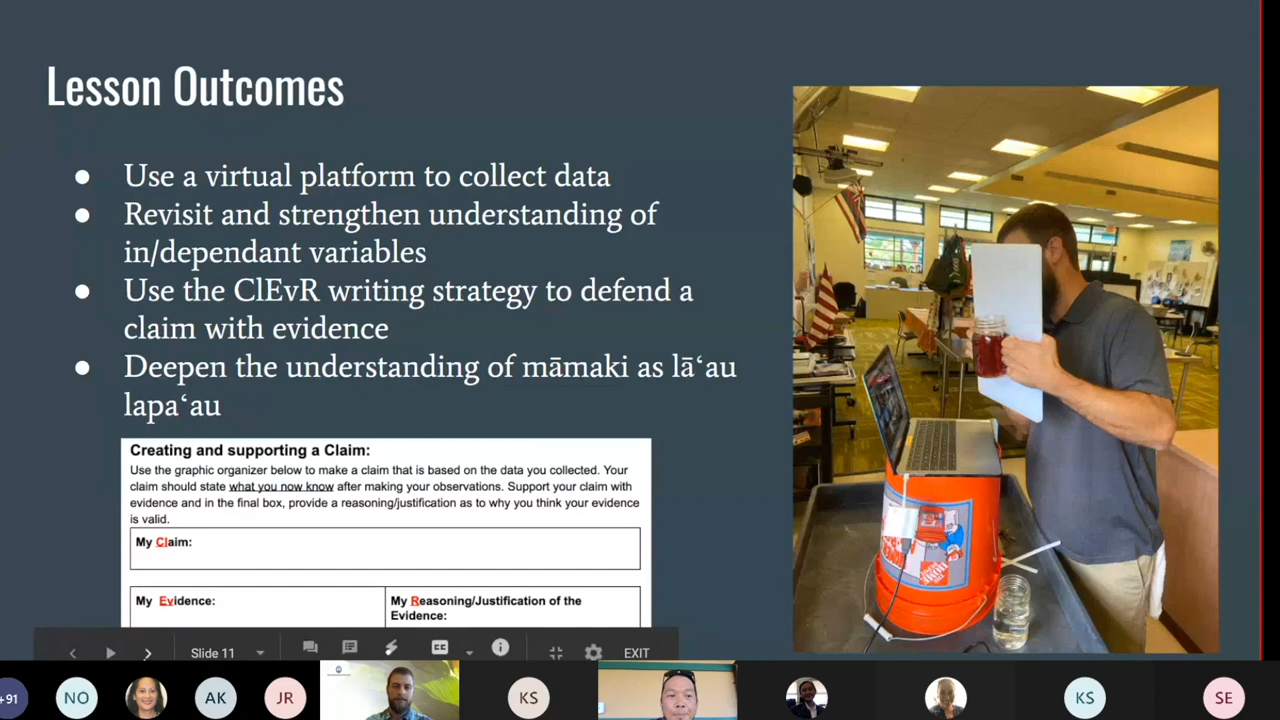 Lesson Outcomes
● Use a virtual platform to collect data
● Revisit and strengthen understanding of
in/dependant variables
● Use the ClEvR writing strategy to defend a
claim with evidence
● Deepen the understanding of māmaki as lāʻau
lapaʻau
Creating and supporting a Claim:
Use the graphic organizer below to make a claim that is based on the data you collected. Your
claim should state what you now know after making your observations. Support your claim with
evidence and in the final box, provide a reasoning/justification as to why you think your evidence
is valid.
My Claim:
My Evidence:
My Reasoning/Justification of the
Evidence:
Slide 11
CC
EXIT
+91
NO
AK
JR
KS
KS
SE